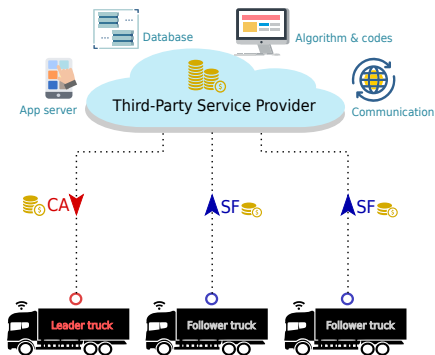 Database
Algorithm & codes
App server
Third-Party Service Provider
Communication
CA
SF
SF
Leader truck
Follower truck
Follower truck